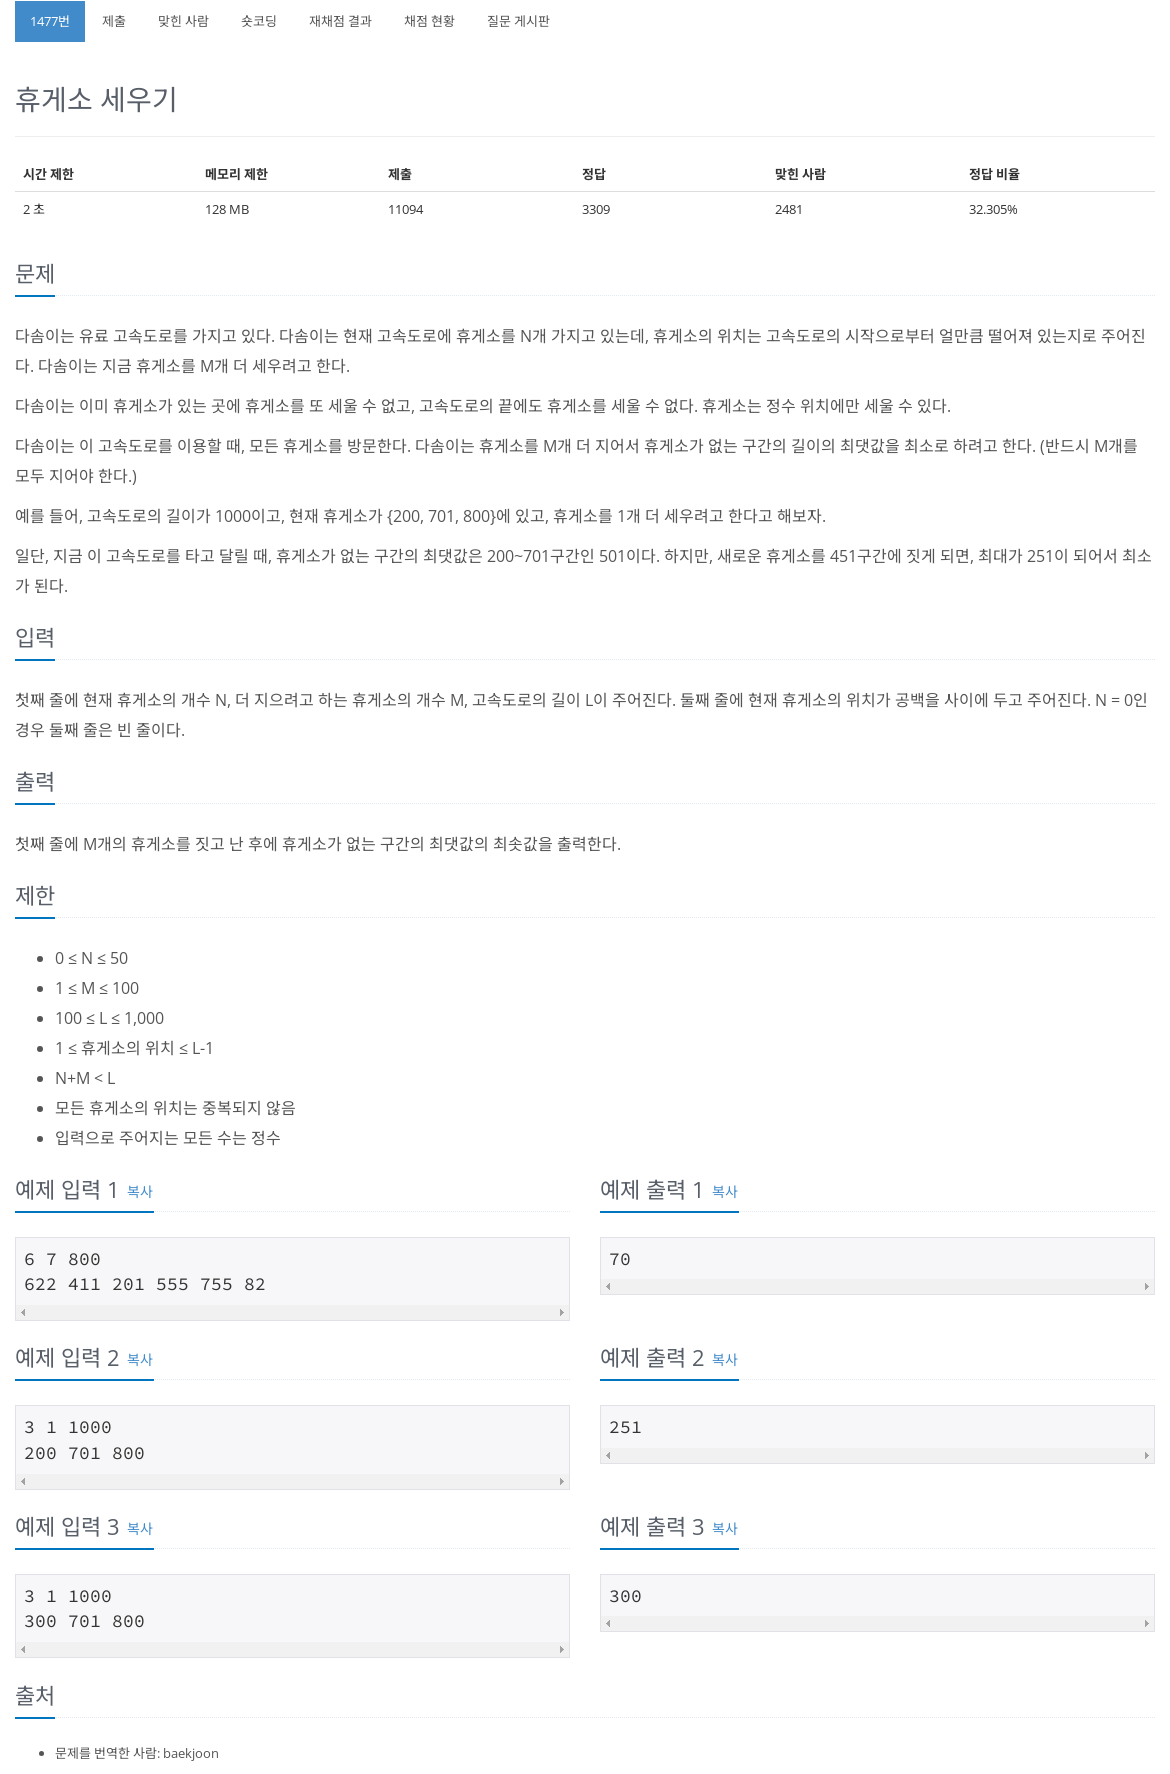 1477번 제출 맞힌 사람 숏코딩 재채점 결과 채점 현황 질문 게시판
휴게소 세우기
시간 제한 메모리 제한 제출 정답 맞힌 사람 정답 비율
2 초 128 MB 11094 3309 2481 32.305%
문제
다솜이는 유료 고속도로를 가지고 있다. 다솜이는 현재 고속도로에 휴게소를 N개 가지고 있는데, 휴게소의 위치는 고속도로의 시작으로부터 얼만큼 떨어져 있는지로 주어진
다. 다솜이는 지금 휴게소를 M개 더 세우려고 한다.
다솜이는 이미 휴게소가 있는 곳에 휴게소를 또 세울 수 없고, 고속도로의 끝에도 휴게소를 세울 수 없다. 휴게소는 정수 위치에만 세울 수 있다.
다솜이는 이 고속도로를 이용할 때, 모든 휴게소를 방문한다. 다솜이는 휴게소를 M개 더 지어서 휴게소가 없는 구간의 길이의 최댓값을 최소로 하려고 한다. (반드시 M개를
모두 지어야 한다.)
예를 들어, 고속도로의 길이가 1000이고, 현재 휴게소가 {200, 701, 800}에 있고, 휴게소를 1개 더 세우려고 한다고 해보자.
일단, 지금 이 고속도로를 타고 달릴 때, 휴게소가 없는 구간의 최댓값은 200~701구간인 501이다. 하지만, 새로운 휴게소를 451구간에 짓게 되면, 최대가 251이 되어서 최소
가 된다.
입력
첫째 줄에 현재 휴게소의 개수 N, 더 지으려고 하는 휴게소의 개수 M, 고속도로의 길이 L이 주어진다. 둘째 줄에 현재 휴게소의 위치가 공백을 사이에 두고 주어진다. N = 0인
경우 둘째 줄은 빈 줄이다.
출력
첫째 줄에 M개의 휴게소를 짓고 난 후에 휴게소가 없는 구간의 최댓값의 최솟값을 출력한다.
제한
• 0 ≤ N ≤ 50
• 1 ≤ M ≤ 100
• 100 ≤ L ≤ 1,000
• 1 ≤ 휴게소의 위치 ≤ L-1
• N+M < L
• 모든 휴게소의 위치는 중복되지 않음
• 입력으로 주어지는 모든 수는 정수
예제 입력 1 복사
6 7 800
622 411 201 555 755 82
예제 출력 1 복사
70
예제 입력 2 복사
3 1 1000
200 701 800
예제 출력 2 복사
251
예제 입력 3 복사
3 1 1000
300 701 800
예제 출력 3 복사
300
출처
• 문제를 번역한 사람: baekjoon